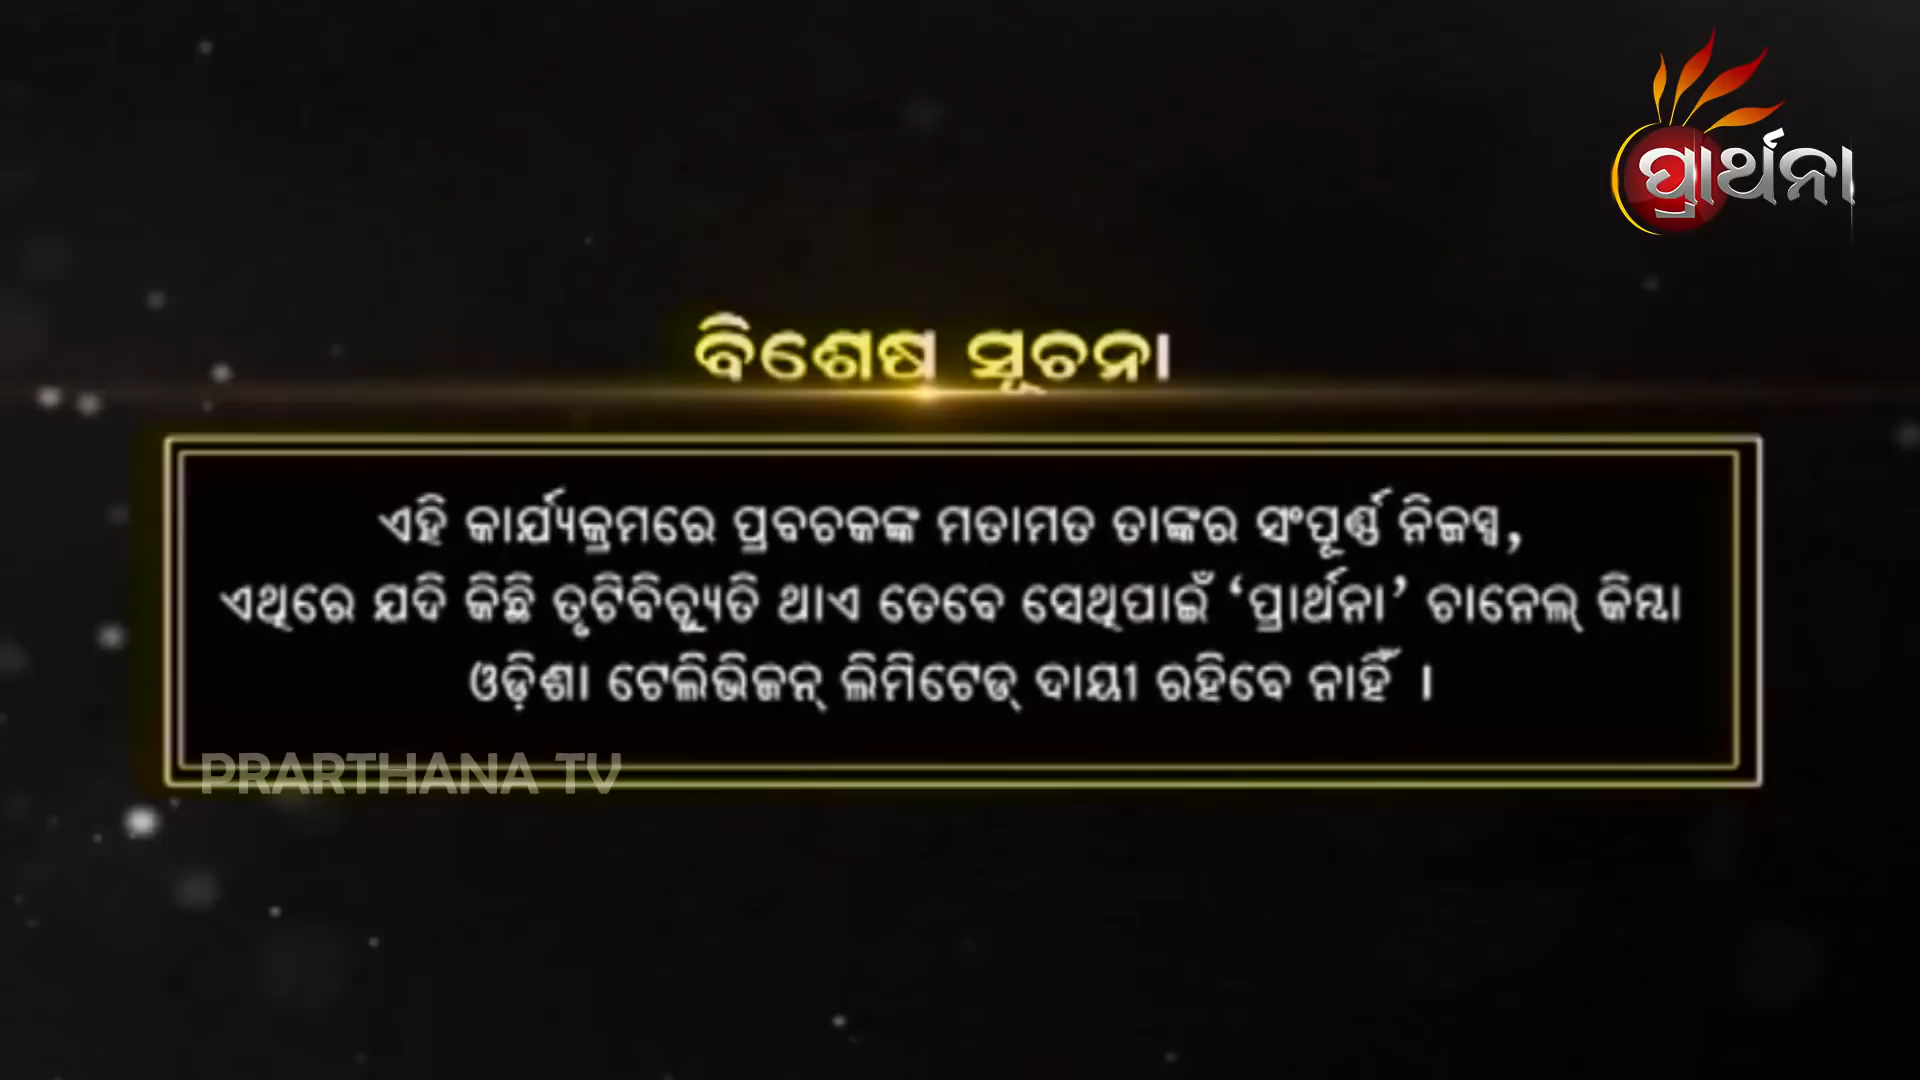 ପ୍ରାର୍ଥନା
ବିଶେଷ ସୂଚନା
ଏହି କାର୍ଯ୍ୟକ୍ରମରେ ପ୍ରବଚକଙ୍କ ମତାମତ ତାଙ୍କର ସଂପୂର୍ଣ୍ଣ ନିଜସ୍ୱ,
ଏଥିରେ ଯଦି କିଛି ତୃଟିବିଚ୍ୟୁତି ଥାଏ ତେବେ ସେଥିପାଇଁ ‘ପ୍ରାର୍ଥନା’ ଚାନେଲ୍ କିମ୍ବା
ଓଡ଼ିଶା ଟେଲିଭିଜନ୍ ଲିମିଟେଡ୍ ଦାୟୀ ରହିବେ ନାହିଁ ।
PRARTHANA TV